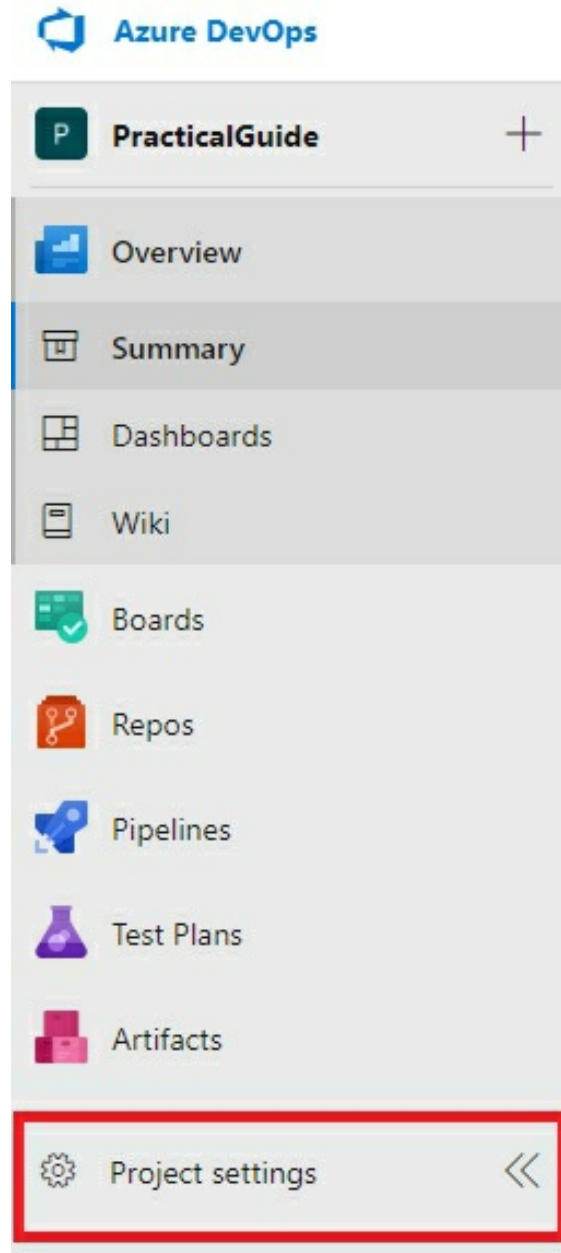 Azure DevOps
P PracticalGuide
Overview
Summary
Dashboards
Wiki
Boards
Repos
Pipelines
Test Plans
Artifacts
Project settings